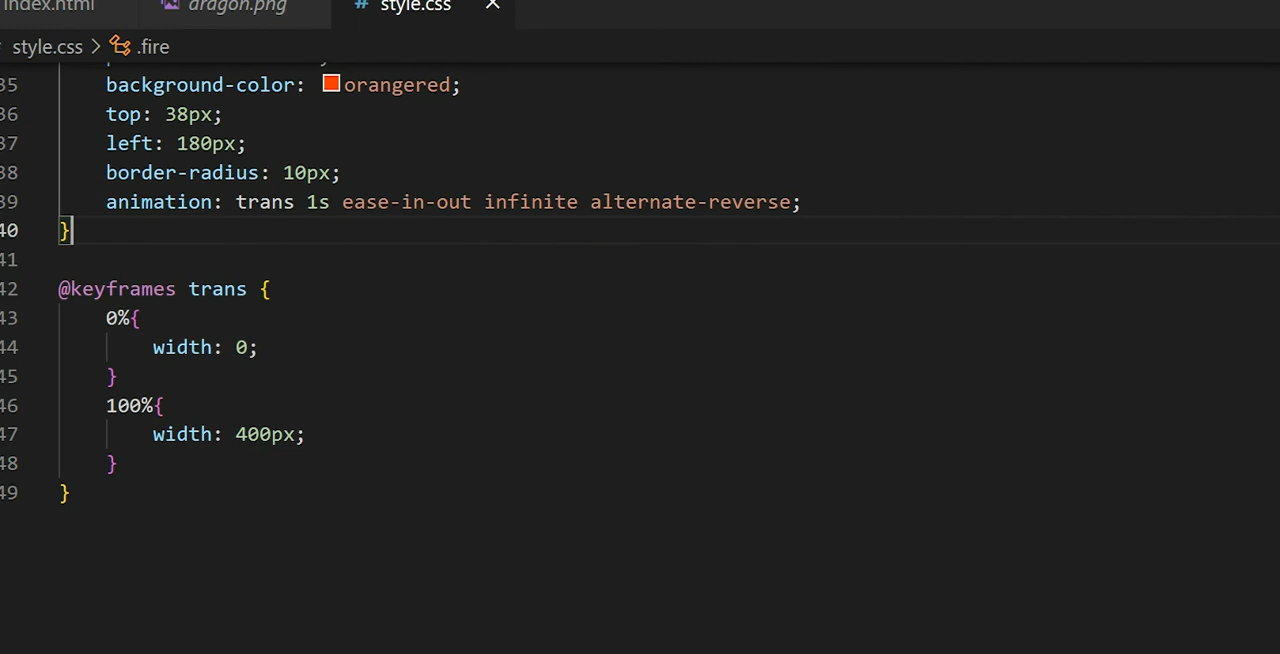 index.html dragon.png # style.css ×
style.css > .fire
35 background-color: orangered;
36 top: 38px;
37 left: 180px;
38 border-radius: 10px;
39 animation: trans 1s ease-in-out infinite alternate-reverse;
40 }
41
42 @keyframes trans {
43 0%{
44 width: 0;
45 }
46 100%{
47 width: 400px;
48 }
49 }